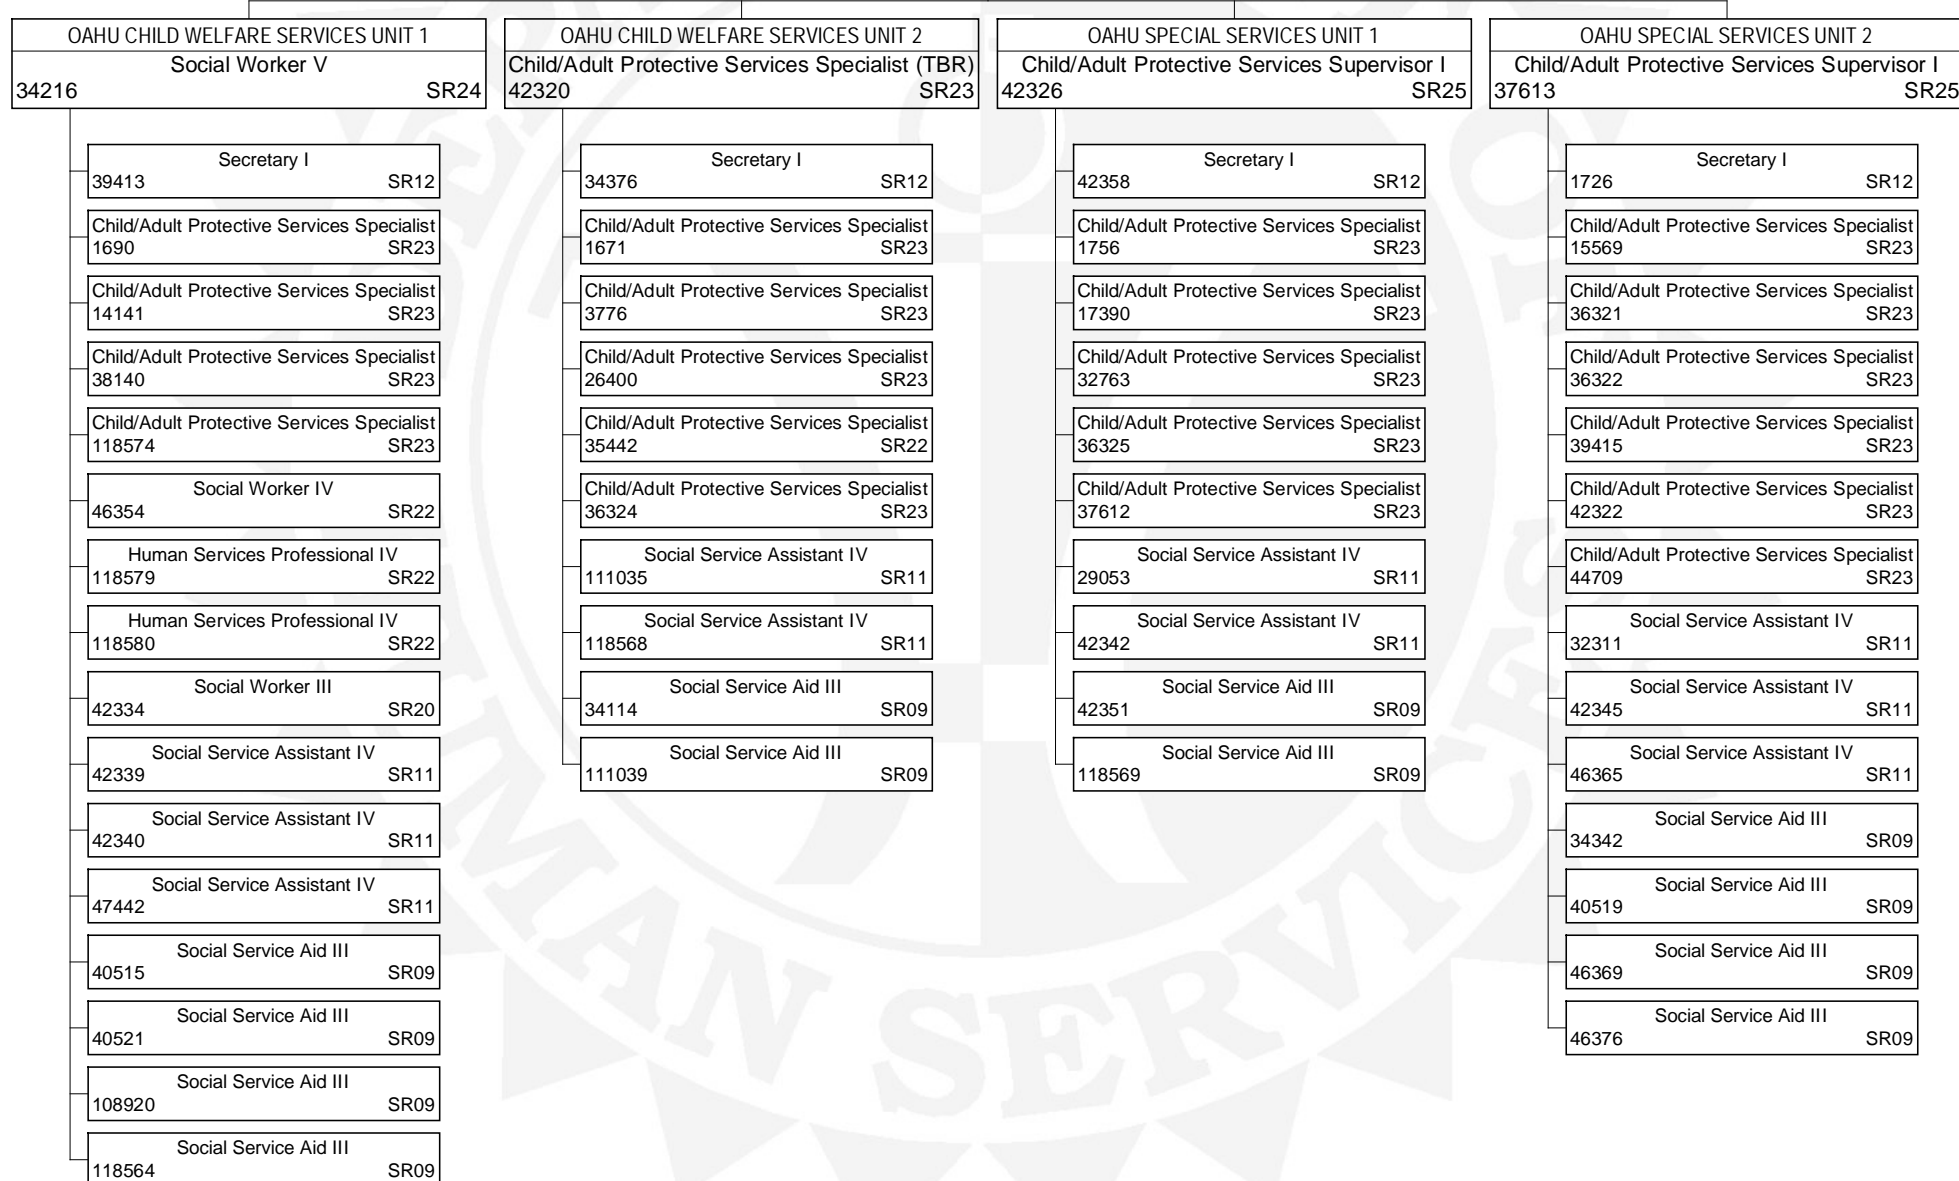 OAHU CHILD WELFARE SERVICES UNIT 1
Social Worker V
34216 SR24
Secretary I
39413 SR12
Child/Adult Protective Services Specialist
1690 SR23
Child/Adult Protective Services Specialist
14141 SR23
Child/Adult Protective Services Specialist
38140 SR23
Child/Adult Protective Services Specialist
118574 SR23
Social Worker IV
46354 SR22
Human Services Professional IV
118579 SR22
Human Services Professional IV
118580 SR22
Social Worker III
42334 SR20
Social Service Assistant IV
42339 SR11
Social Service Assistant IV
42340 SR11
Social Service Assistant IV
47442 SR11
Social Service Aid III
40515 SR09
Social Service Aid III
40521 SR09
Social Service Aid III
108920 SR09
Social Service Aid III
118564 SR09
OAHU CHILD WELFARE SERVICES UNIT 2
Child/Adult Protective Services Specialist (TBR)
42320 SR23
Secretary I
34376 SR12
Child/Adult Protective Services Specialist
1671 SR23
Child/Adult Protective Services Specialist
3776 SR23
Child/Adult Protective Services Specialist
26400 SR23
Child/Adult Protective Services Specialist
35442 SR22
Child/Adult Protective Services Specialist
36324 SR23
Social Service Assistant IV
111035 SR11
Social Service Assistant IV
118568 SR11
Social Service Aid III
34114 SR09
Social Service Aid III
111039 SR09
OAHU SPECIAL SERVICES UNIT 1
Child/Adult Protective Services Supervisor I
42326 SR25
Secretary I
42358 SR12
Child/Adult Protective Services Specialist
1756 SR23
Child/Adult Protective Services Specialist
17390 SR23
Child/Adult Protective Services Specialist
32763 SR23
Child/Adult Protective Services Specialist
36325 SR23
Child/Adult Protective Services Specialist
37612 SR23
Social Service Assistant IV
29053 SR11
Social Service Assistant IV
42342 SR11
Social Service Aid III
42351 SR09
Social Service Aid III
118569 SR09
OAHU SPECIAL SERVICES UNIT 2
Child/Adult Protective Services Supervisor I
37613 SR25
Secretary I
1726 SR12
Child/Adult Protective Services Specialist
15569 SR23
Child/Adult Protective Services Specialist
36321 SR23
Child/Adult Protective Services Specialist
36322 SR23
Child/Adult Protective Services Specialist
39415 SR23
Child/Adult Protective Services Specialist
42322 SR23
Child/Adult Protective Services Specialist
44709 SR23
Social Service Assistant IV
32311 SR11
Social Service Assistant IV
42345 SR11
Social Service Assistant IV
46365 SR11
Social Service Aid III
34342 SR09
Social Service Aid III
40519 SR09
Social Service Aid III
46369 SR09
Social Service Aid III
46376 SR09
HUMAN SERVICES